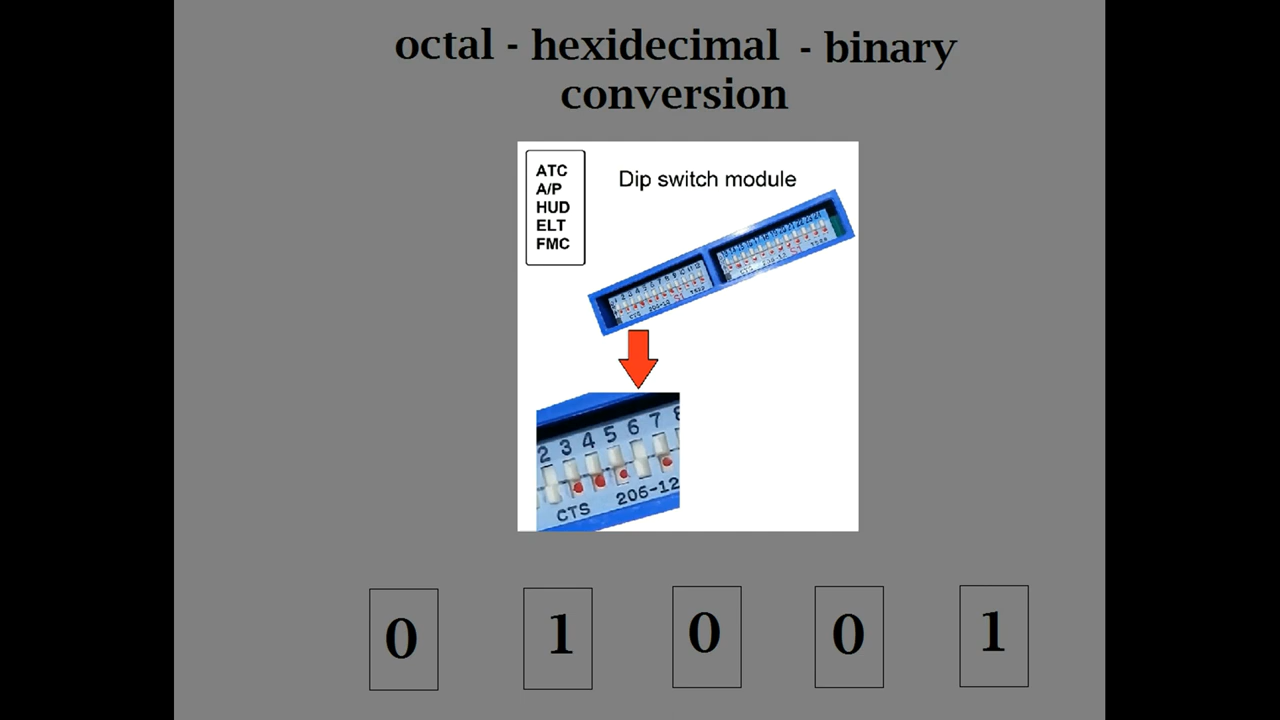 octal - hexidecimal - binary
conversion
ATC
A/P
HUD
ELT
FMC
Dip switch module
2 3 4 5 6 7 8
CTS 206-12
0 1 0 0 1